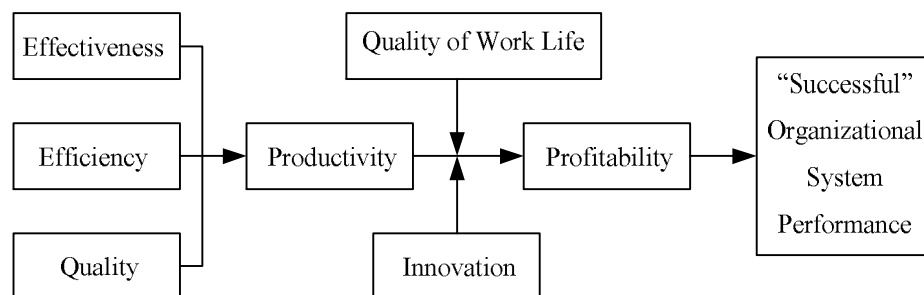 Effectiveness
Quality of Work Life
Efficiency
Productivity
Profitability
“Successful”
Organizational
System
Performance
Quality
Innovation